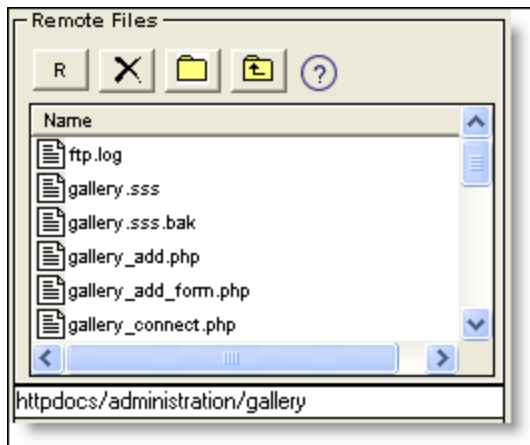 Remote Files
R
?
Name
ftp.log
gallery.sss
gallery.sss.bak
gallery_add.php
gallery_add_form.php
gallery_connect.php
httpdocs/administration/gallery